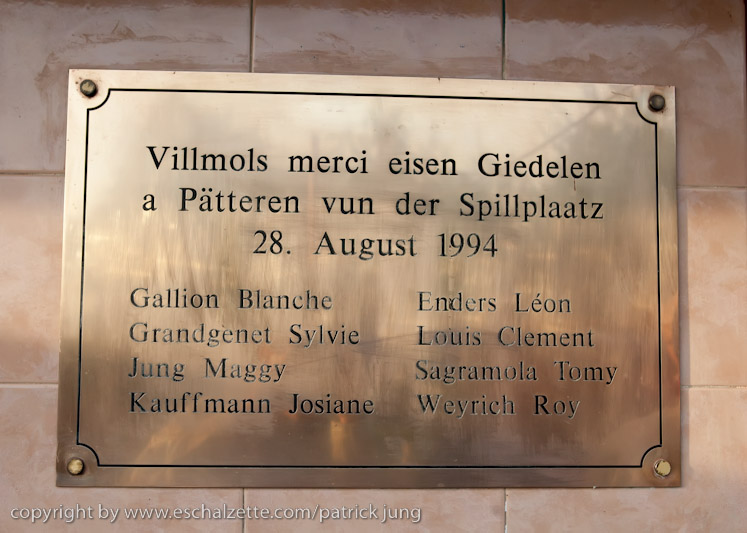 Villmols merci eisen Giedelen
a Pätteren vun der Spillplaatz
28. August 1994
Gallion Blanche
Grandgenet Sylvie
Jung Maggy
Kauffmann Josiane
Enders Léon
Louis Clement
Sagramola Tomy
Weyrich Roy
copyright by www.eschalzette.com/patrick jung